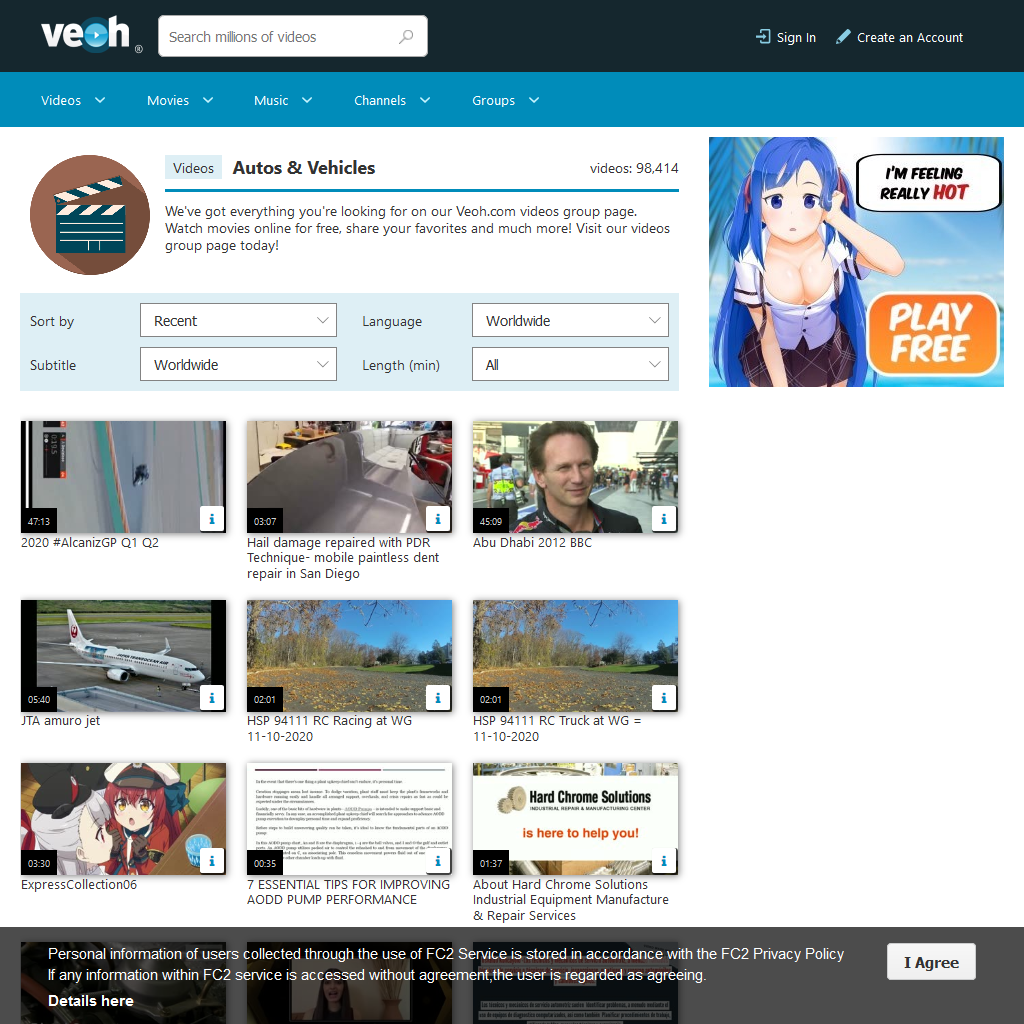 veoh ®
Search millions of videos
Sign In
Create an Account
Videos
Movies
Music
Channels
Groups
Videos
Autos & Vehicles
videos: 98,414
We've got everything you're looking for on our Veoh.com videos group page.
Watch movies online for free, share your favorites and much more! Visit our videos
group page today!
I'M FEELING
REALLY HOT
PLAY
FREE
Sort by
Recent
Language
Worldwide
Subtitle
Worldwide
Length (min)
All
47:13
03:07
45:09
2020 #AlcanizGP Q1 Q2
Hail damage repaired with PDR
Technique- mobile paintless dent
repair in San Diego
Abu Dhabi 2012 BBC
JAPAN TRANSOCEAN AIR
05:40
02:01
02:01
JTA amuro jet
HSP 94111 RC Racing at WG
11-10-2020
HSP 94111 RC Truck at WG =
11-10-2020
Hard Chrome Solutions
INDUSTRIAL REPAIR & MANUFACTURING CENTER
is here to help you!
03:30
00:35
01:37
ExpressCollection06
7 ESSENTIAL TIPS FOR IMPROVING
AODD PUMP PERFORMANCE
About Hard Chrome Solutions
Industrial Equipment Manufacture
& Repair Services
Personal information of users collected through the use of FC2 Service is stored in accordance with the FC2 Privacy Policy
If any information within FC2 service is accessed without agreement,the user is regarded as agreeing.
Details here
I Agree